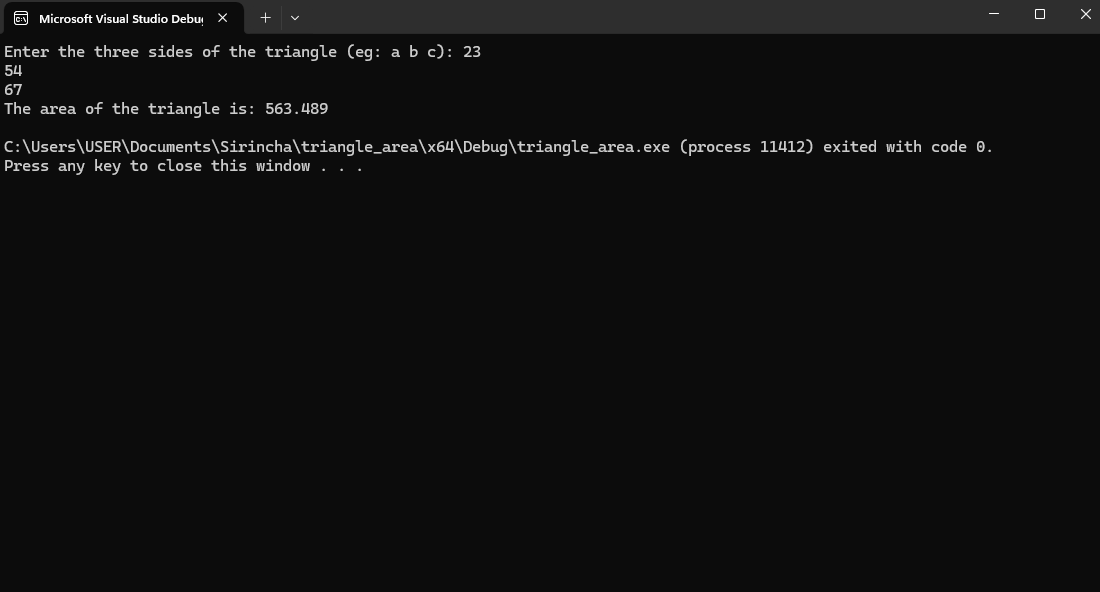 Microsoft Visual Studio Debug
Enter the three sides of the triangle (eg: a b c): 23
54
67
The area of the triangle is: 563.489
C:\Users\USER\Documents\Sirincha\triangle_area\x64\Debug\triangle_area.exe (process 11412) exited with code 0.
Press any key to close this window . . .